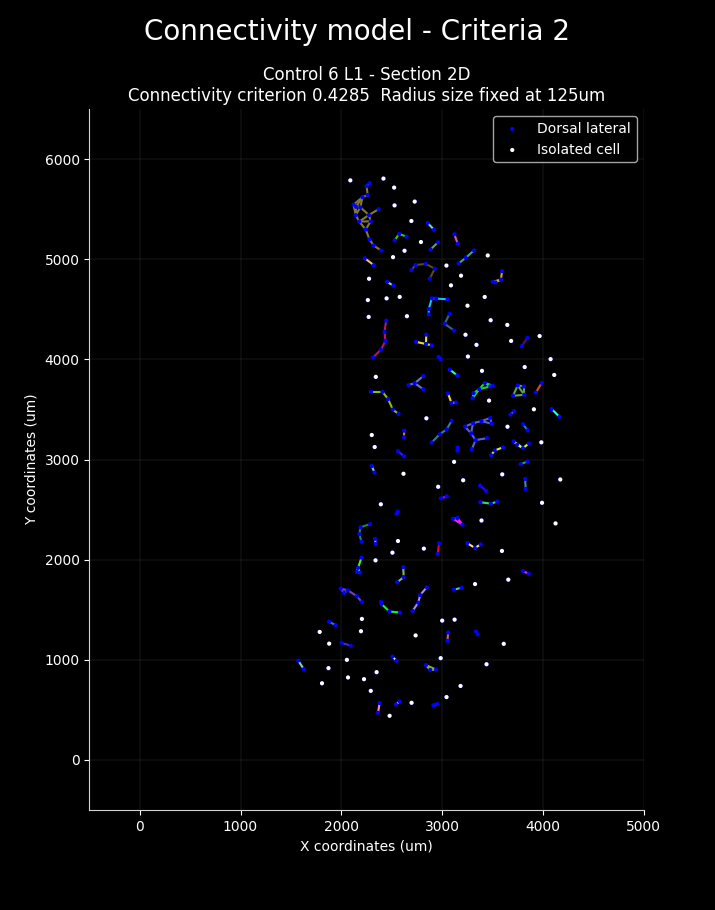 Connectivity model - Criteria 2
Control 6 L1 - Section 2D
Connectivity criterion 0.4285  Radius size fixed at 125um
Dorsal lateral
Isolated cell
6000
5000
4000
3000
2000
1000
0
Y coordinates (um)
0 1000 2000 3000 4000 5000
X coordinates (um)